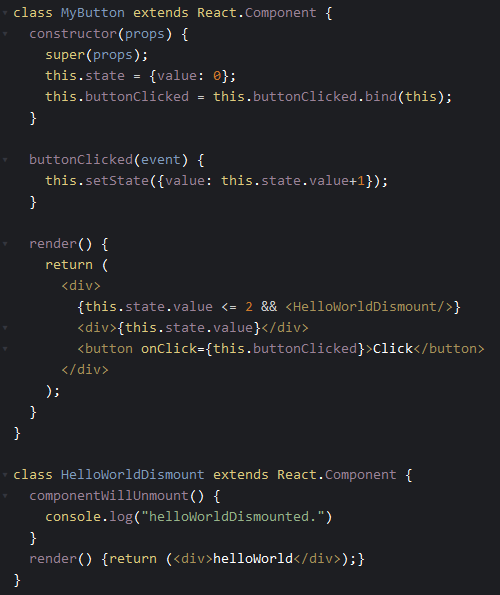 class MyButton extends React.Component {
  constructor(props) {
    super(props);
    this.state = {value: 0};
    this.buttonClicked = this.buttonClicked.bind(this);
  }

  buttonClicked(event) {
    this.setState({value: this.state.value+1});
  }

  render() {
    return (
      <div>
        {this.state.value <= 2 && <HelloWorldDismount/>}
        <div>{this.state.value}</div>
        <button onClick={this.buttonClicked}>Click</button>
      </div>
    );
  }
}

class HelloWorldDismount extends React.Component {
  componentWillUnmount() {
    console.log("helloWorldDismounted.")
  }
  render() {return (<div>helloWorld</div>);}
}